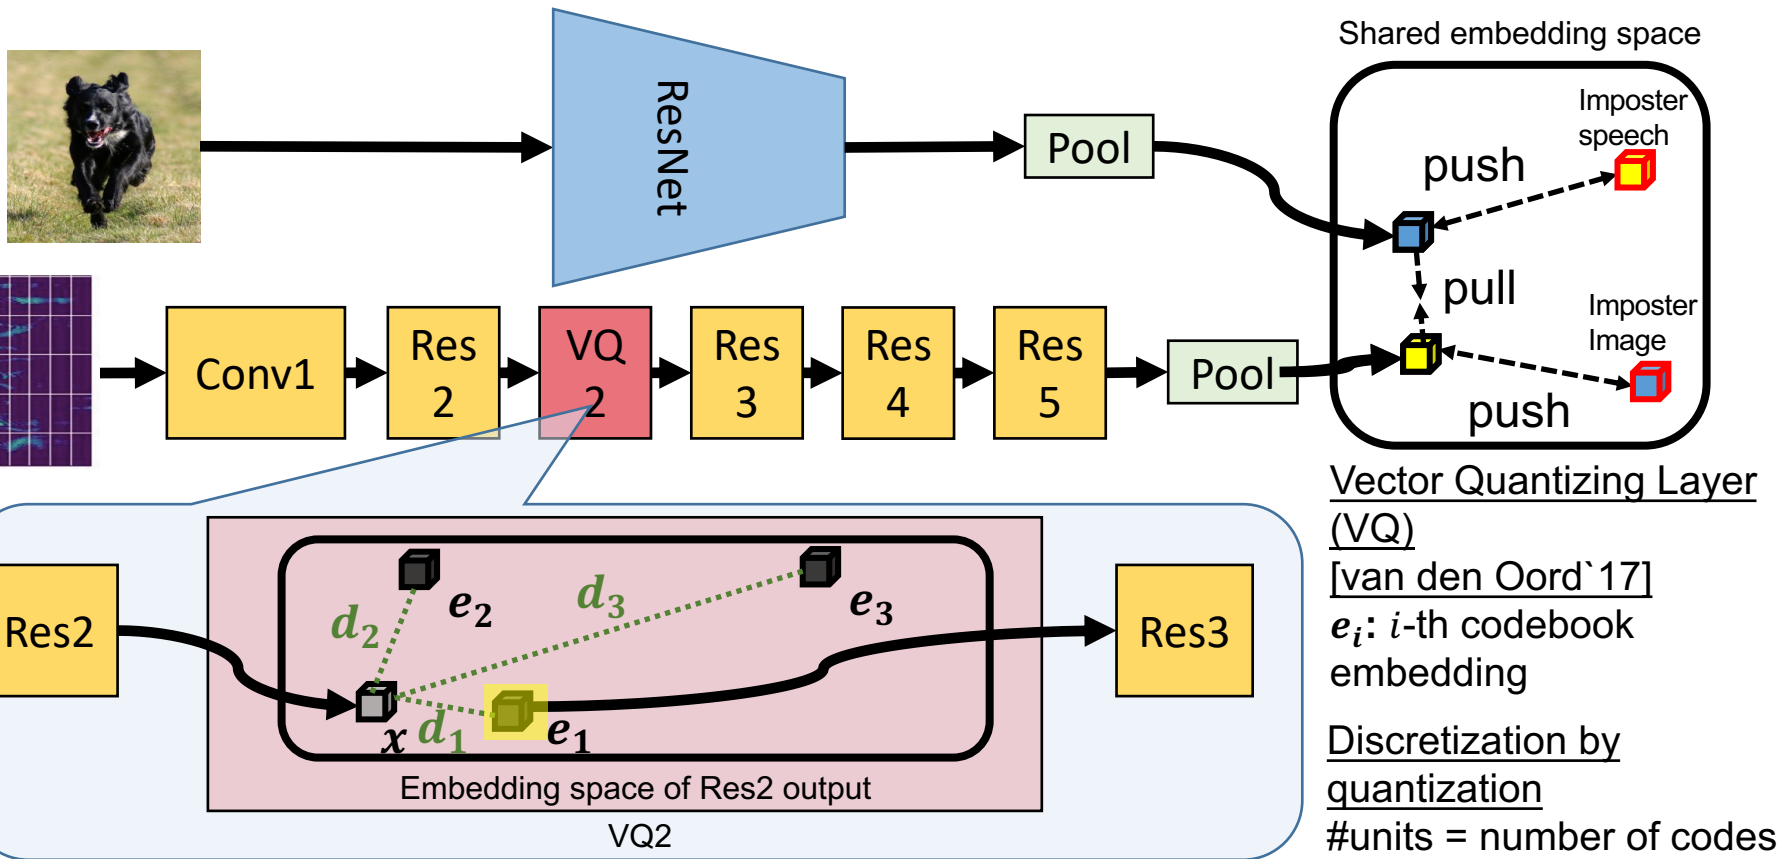 Shared embedding space
Imposter
speech
ResNet
Pool
push
pull
Imposter
Image
push
Conv1
Res
2
VQ
2
Res
3
Res
4
Res
5
Pool
Vector Quantizing Layer
(VQ)
[van den Oord`17]
e_i: i-th codebook
embedding
Discretization by
quantization
#units = number of codes
Res2
d_2
e_2
d_3
e_3
x
d_1
e_1
Res3
Embedding space of Res2 output
VQ2